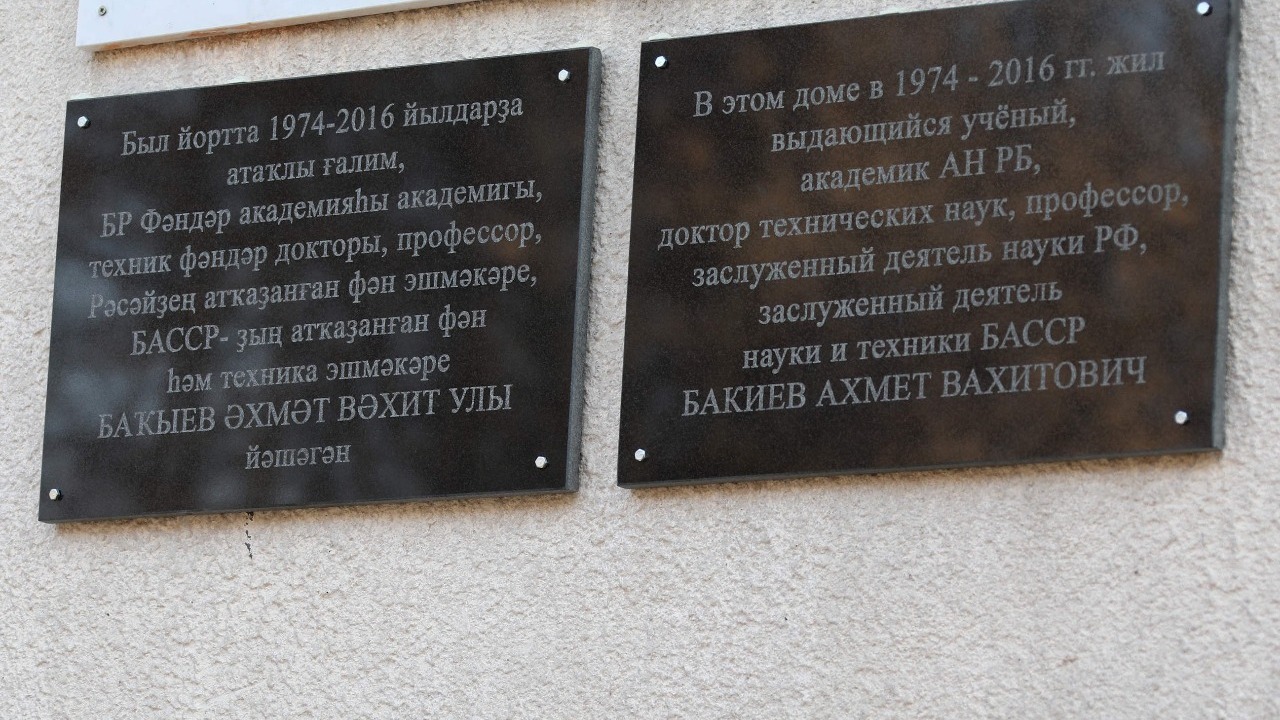 Был йортта 1974-2016 йылдарҙа
атаҡлы ғалим,
БР Фәндәр академияһы академигы,
техник фәндәр докторы, профессор,
Рәсәйҙең атҡаҙанған фән эшмәкәре,
БАССР- ҙың атҡаҙанған фән
һәм техника эшмәкәре
БАҠЫЕВ ӘХМӘТ ВӘХИТ УЛЫ
йәшәгән
В этом доме в 1974 - 2016 гг. жил
выдающийся учёный,
академик АН РБ,
доктор технических наук, профессор,
заслуженный деятель науки РФ,
заслуженный деятель
науки и техники БАССР
БАКИЕВ АХМЕТ ВАХИТОВИЧ